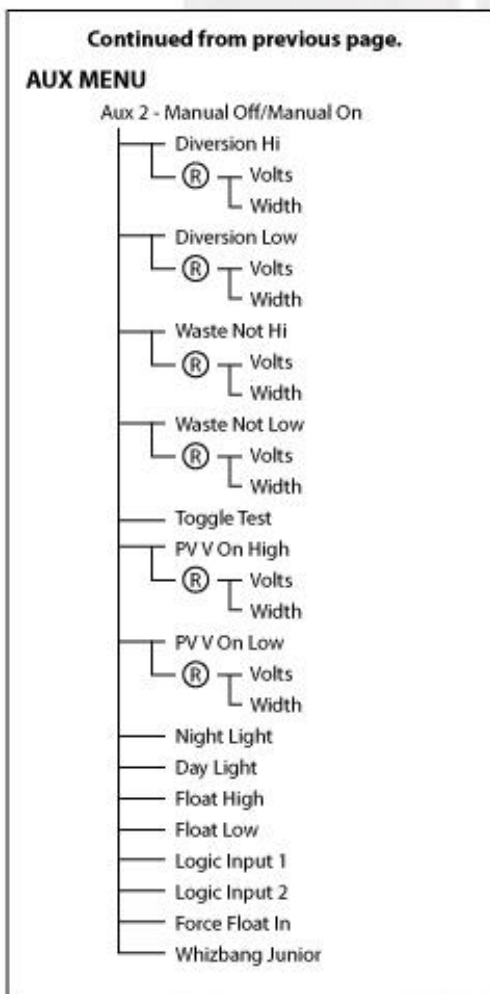 Continued from previous page.
AUX MENU
Aux 2 - Manual Off/Manual On
Diversion Hi
R Volts
Width
Diversion Low
R Volts
Width
Waste Not Hi
R Volts
Width
Waste Not Low
R Volts
Width
Toggle Test
PV V On High
R Volts
Width
PV V On Low
R Volts
Width
Night Light
Day Light
Float High
Float Low
Logic Input 1
Logic Input 2
Force Float In
Whizbang Junior